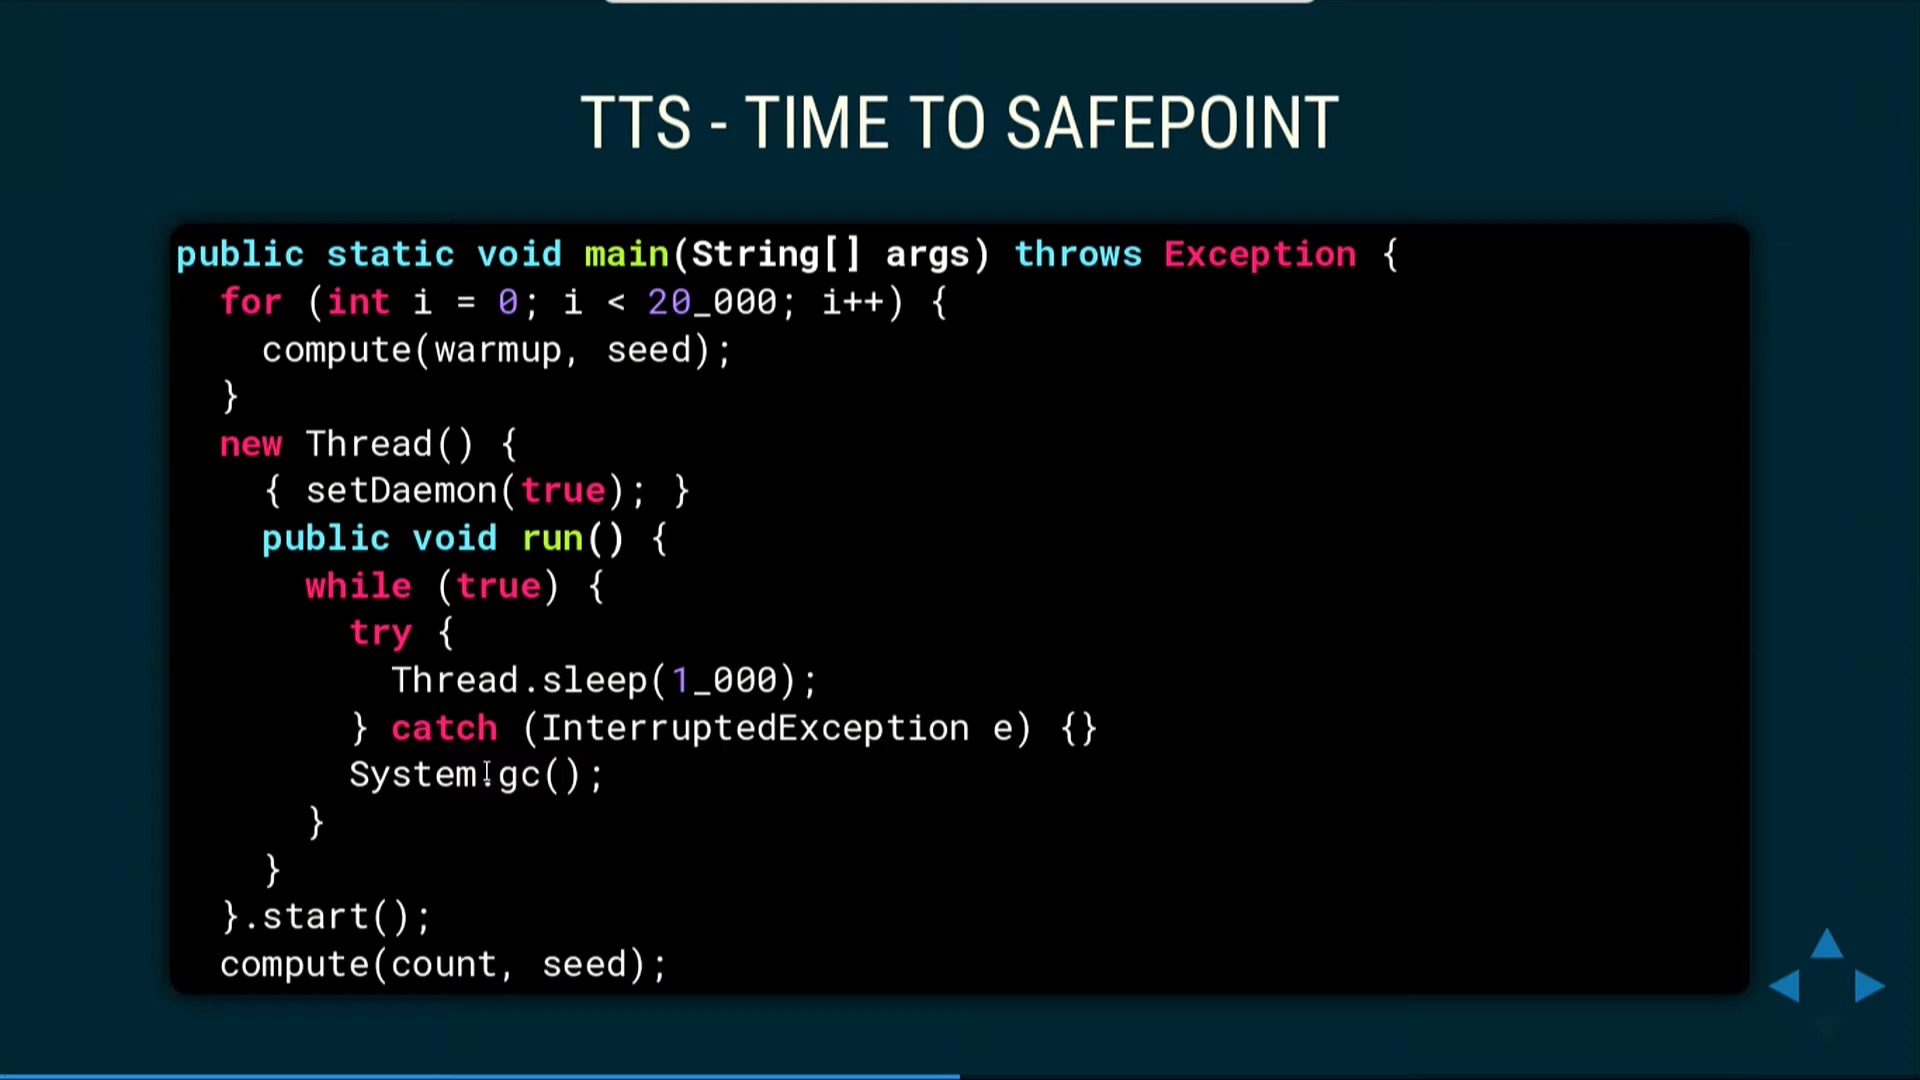 TTS - TIME TO SAFEPOINT
public static void main(String[] args) throws Exception {
  for (int i = 0; i < 20_000; i++) {
    compute(warmup, seed);
  }
  new Thread() {
    { setDaemon(true); }
    public void run() {
      while (true) {
        try {
          Thread.sleep(1_000);
        } catch (InterruptedException e) {}
        System.gc();
      }
    }
  }.start();
  compute(count, seed);